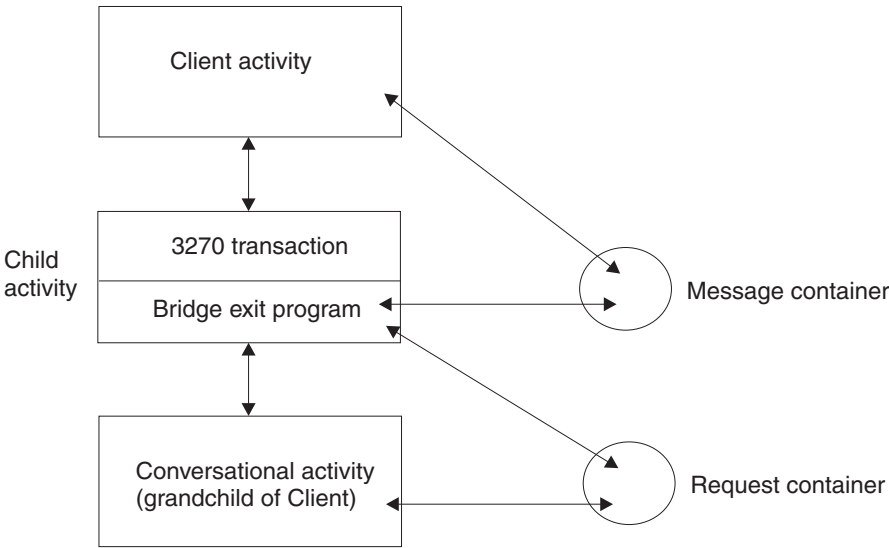 Client activity
Child
activity
3270 transaction
Bridge exit program
Message container
Conversational activity
(grandchild of Client)
Request container